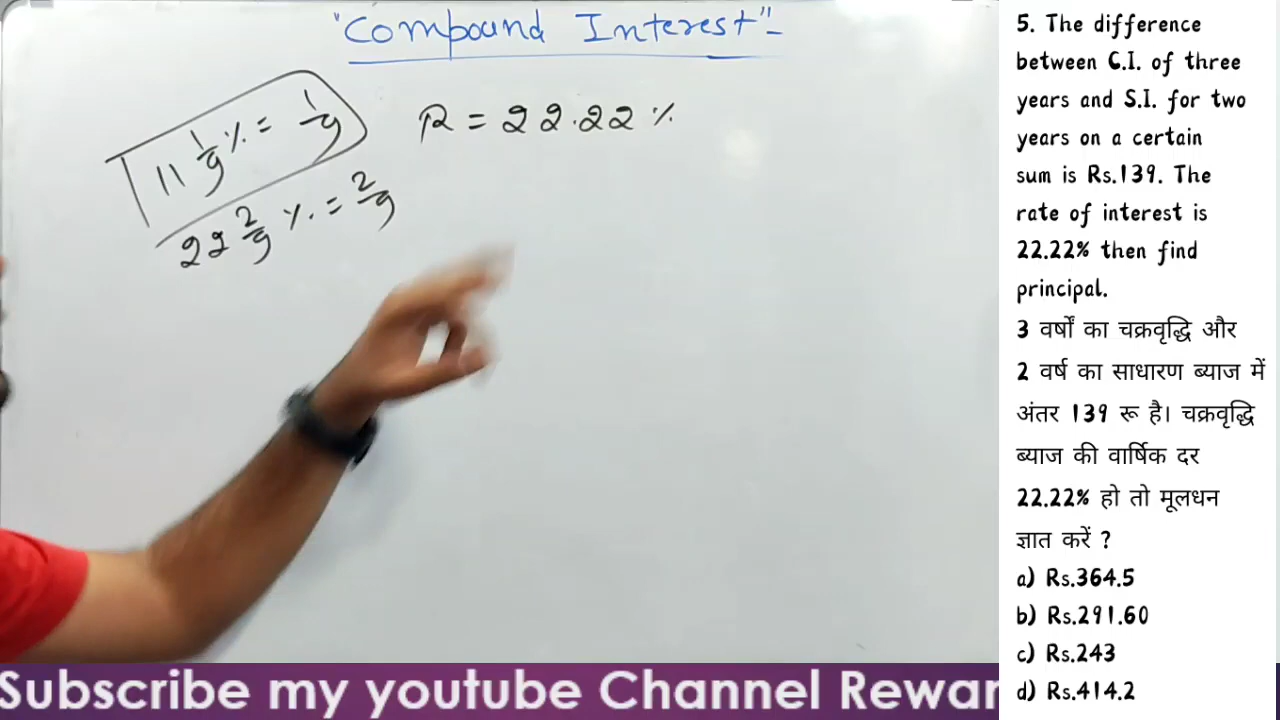 "Compound Interest"-
11 1/9 % = 1/9
R = 22.22 %
22 2/9 % = 2/9
5. The difference
between C.I. of three
years and S.I. for two
years on a certain
sum is Rs.139. The
rate of interest is
22.22% then find
principal.
3 वर्षों का चक्रवृद्धि और
2 वर्ष का साधारण ब्याज में
अंतर 139 रू है। चक्रवृद्धि
ब्याज की वार्षिक दर
22.22% हो तो मूलधन
ज्ञात करें ?
a) Rs.364.5
b) Rs.291.60
c) Rs.243
d) Rs.414.2
Subscribe my youtube Channel Rewar